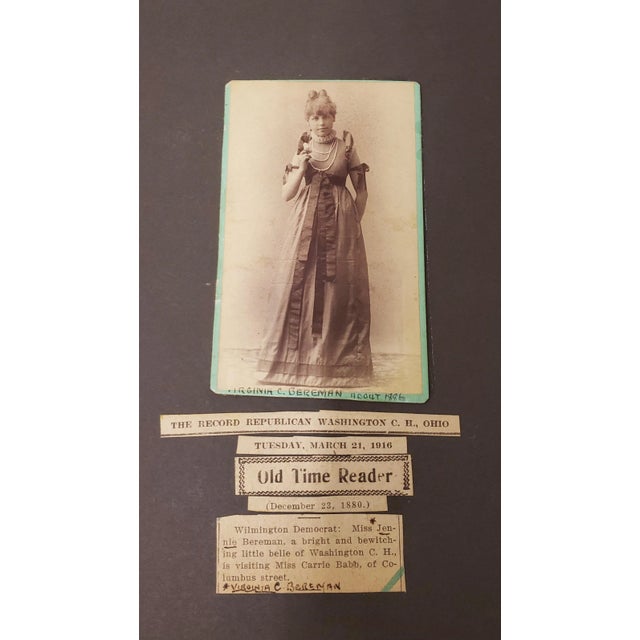 VIRGINIA C. BEREMAN ABOUT
THE RECORD REPUBLICAN WASHINGTON C. H., OHIO
TUESDAY, MARCH 21, 1916
Old Time Reader
(December 23, 1880.)
Wilmington Democrat: Miss *Jen-
nie Bereman, a bright and bewitch-
ing little belle of Washington C. H.,
is visiting Miss Carrie Babb, of Co-
lumbus street.
*VIRGINIA C. BEREMAN